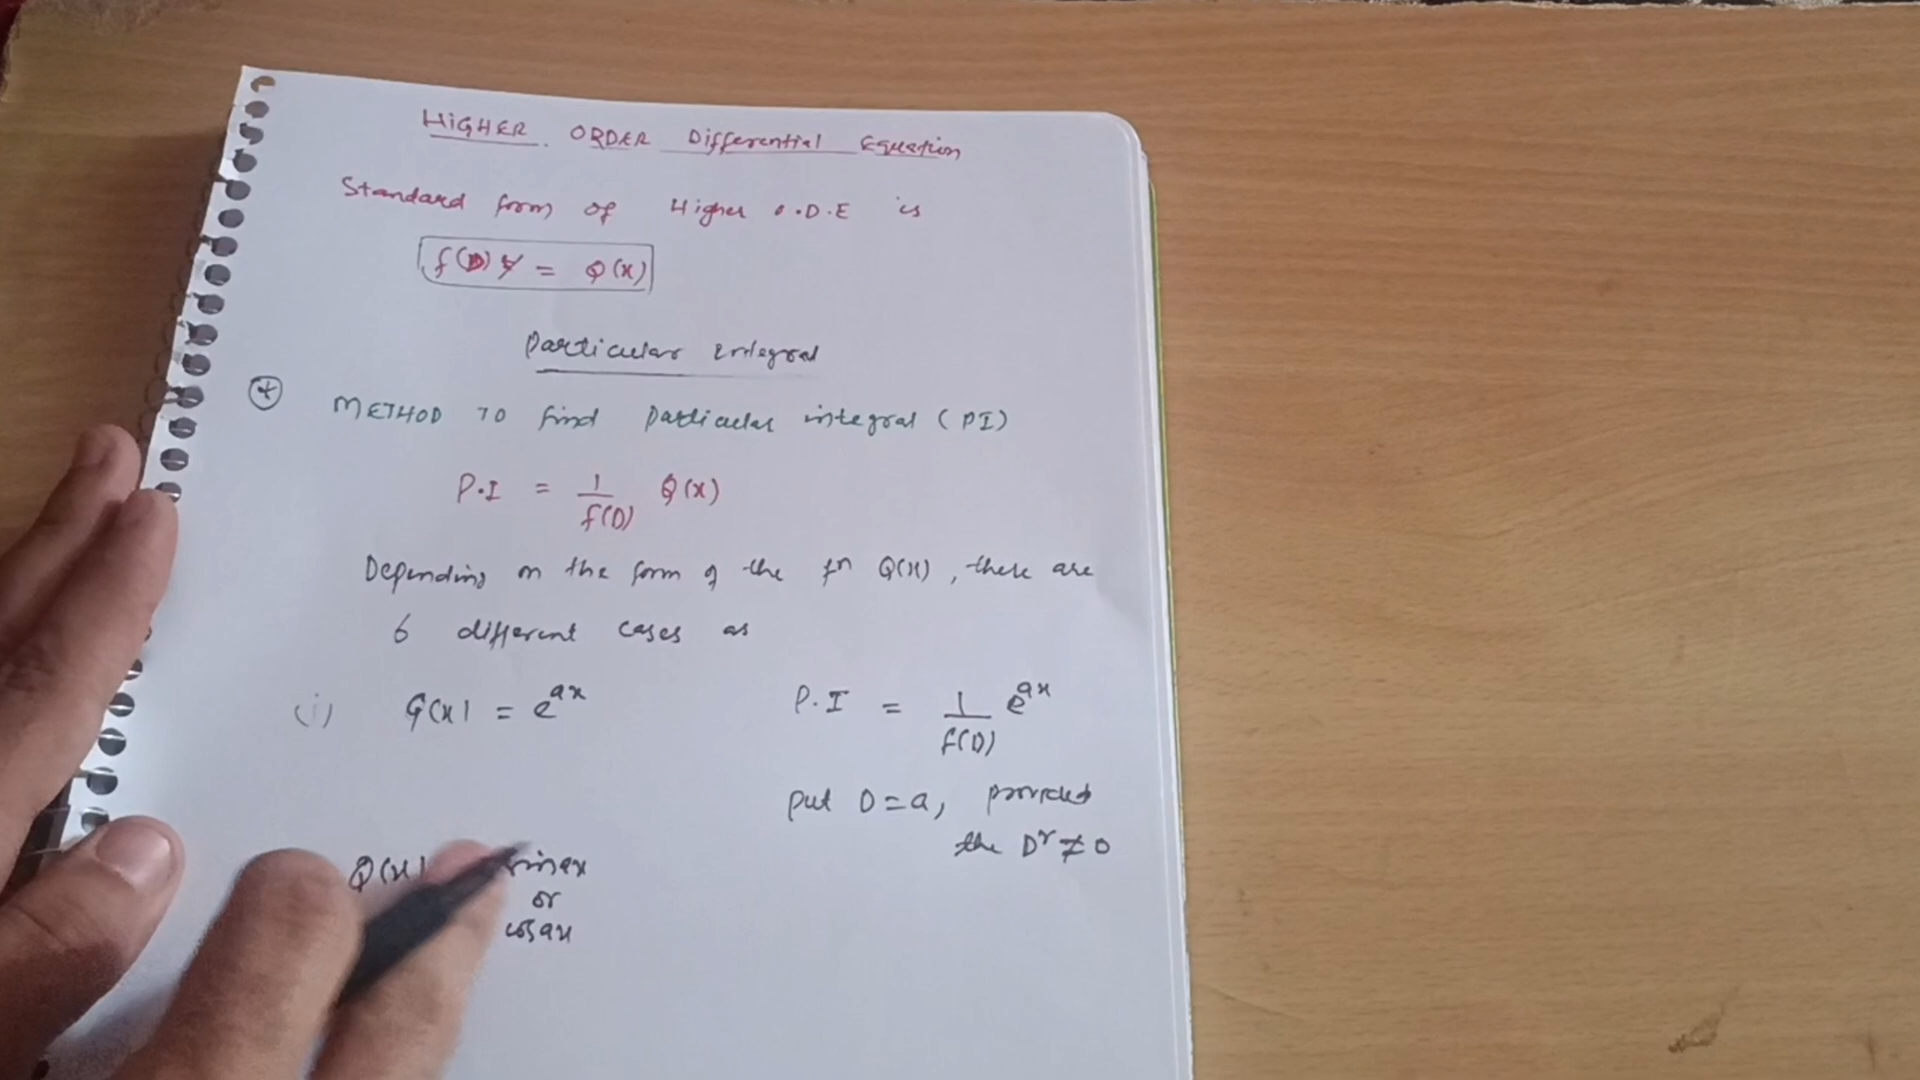 HIGHER ORDER Differential Equation
Standard form of Higher O.D.E is
f(D) y = Q(x)
Particular integral
* METHOD TO find Particular integral (PI)
P.I = 1/f(D) Q(x)
Depending on the form of the fn Q(x), there are
6 different cases as
(i) Q(x) = e^ax P.I = 1/f(D) e^ax
put D=a, provided
the Dr ≠ 0
Q(x) sinax
or
cosax